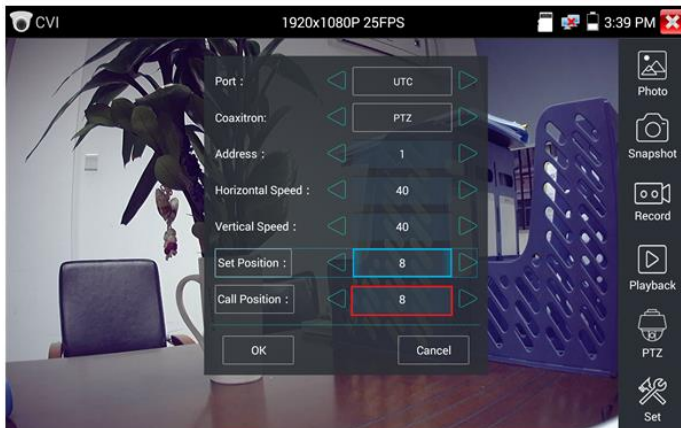 CVI 1920x1080P 25FPS 3:39 PM
Port : UTC
Coaxitron: PTZ
Address : 1
Horizontal Speed : 40
Vertical Speed : 40
Set Position : 8
Call Position : 8
OK Cancel
Photo
Snapshot
Record
Playback
PTZ
Set